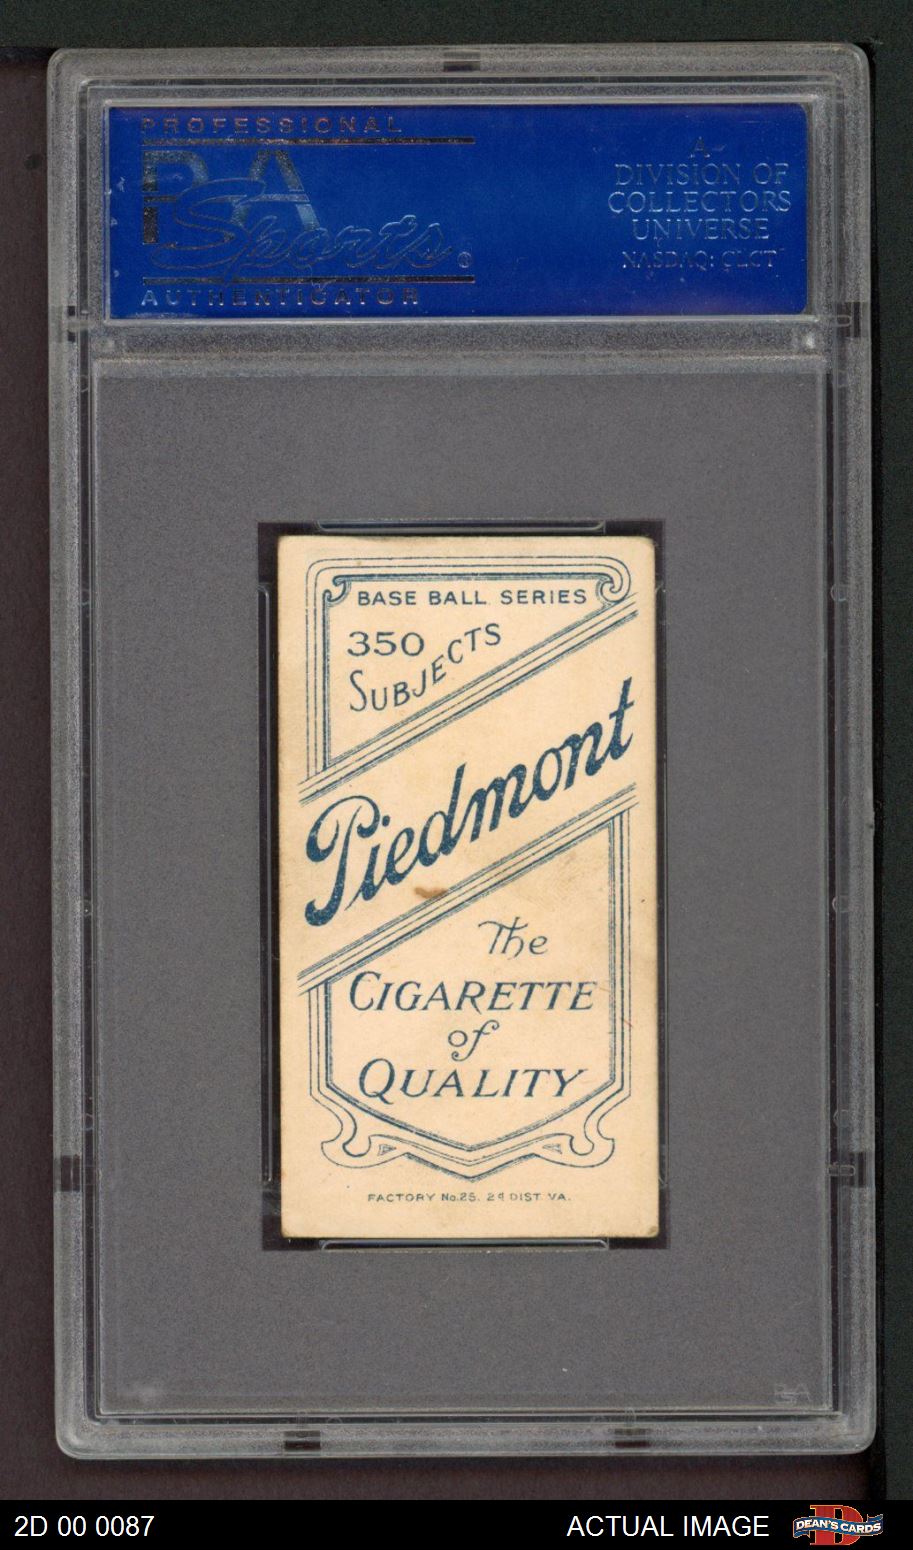 PROFESSIONAL
PSA
Sports®
AUTHENTICATOR
A
DIVISION OF
COLLECTORS
UNIVERSE
NASDAQ: CLCT
BASE BALL SERIES
350
SUBJECTS
Piedmont
The
CIGARETTE
of
QUALITY
FACTORY No.25. 2d DIST. VA.
PSA
2D 00 0087
ACTUAL IMAGE
D
DEAN'S CARDS